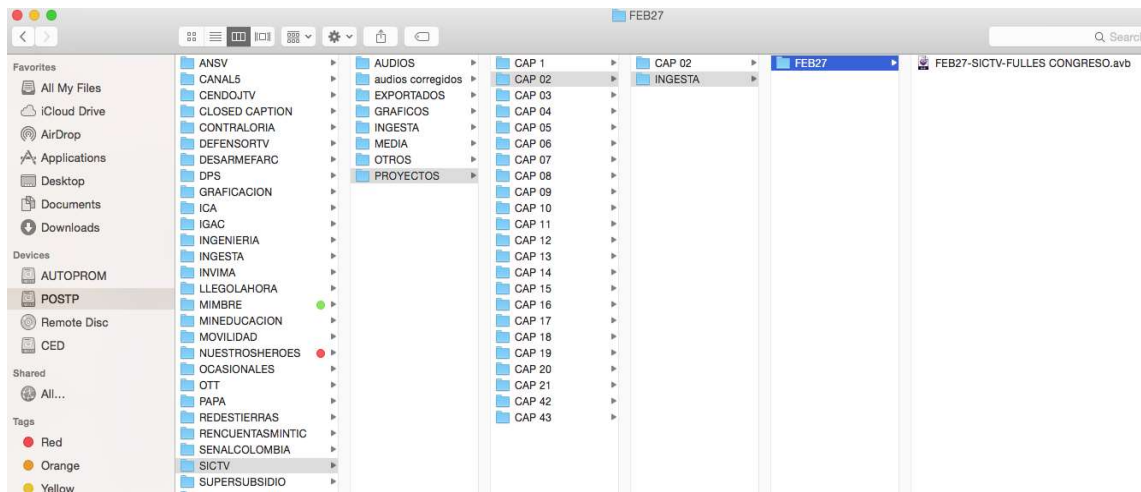 FEB27
Search
Favorites
All My Files
iCloud Drive
AirDrop
Applications
Desktop
Documents
Downloads
Devices
AUTOPROM
POSTP
Remote Disc
CED
Shared
All...
Tags
Red
Orange
Yellow
ANSV
CANAL5
CENDOJTV
CLOSED CAPTION
CONTRALORIA
DEFENSORTV
DESARMEFARC
DPS
GRAFICACION
ICA
IGAC
INGENIERIA
INGESTA
INVIMA
LLEGOLAHORA
MIMBRE
MINEDUCACION
MOVILIDAD
NUESTROSHEROES
OCASIONALES
OTT
PAPA
REDESTIERRAS
RENCUENTASMINTIC
SENALCOLOMBIA
SICTV
SUPERSUBSIDIO
AUDIOS
audios corregidos
EXPORTADOS
GRAFICOS
INGESTA
MEDIA
OTROS
PROYECTOS
CAP 1
CAP 02
CAP 03
CAP 04
CAP 05
CAP 06
CAP 07
CAP 08
CAP 09
CAP 10
CAP 11
CAP 12
CAP 13
CAP 14
CAP 15
CAP 16
CAP 17
CAP 18
CAP 19
CAP 20
CAP 21
CAP 42
CAP 43
CAP 02
INGESTA
FEB27
FEB27-SICTV-FULLES CONGRESO.avb